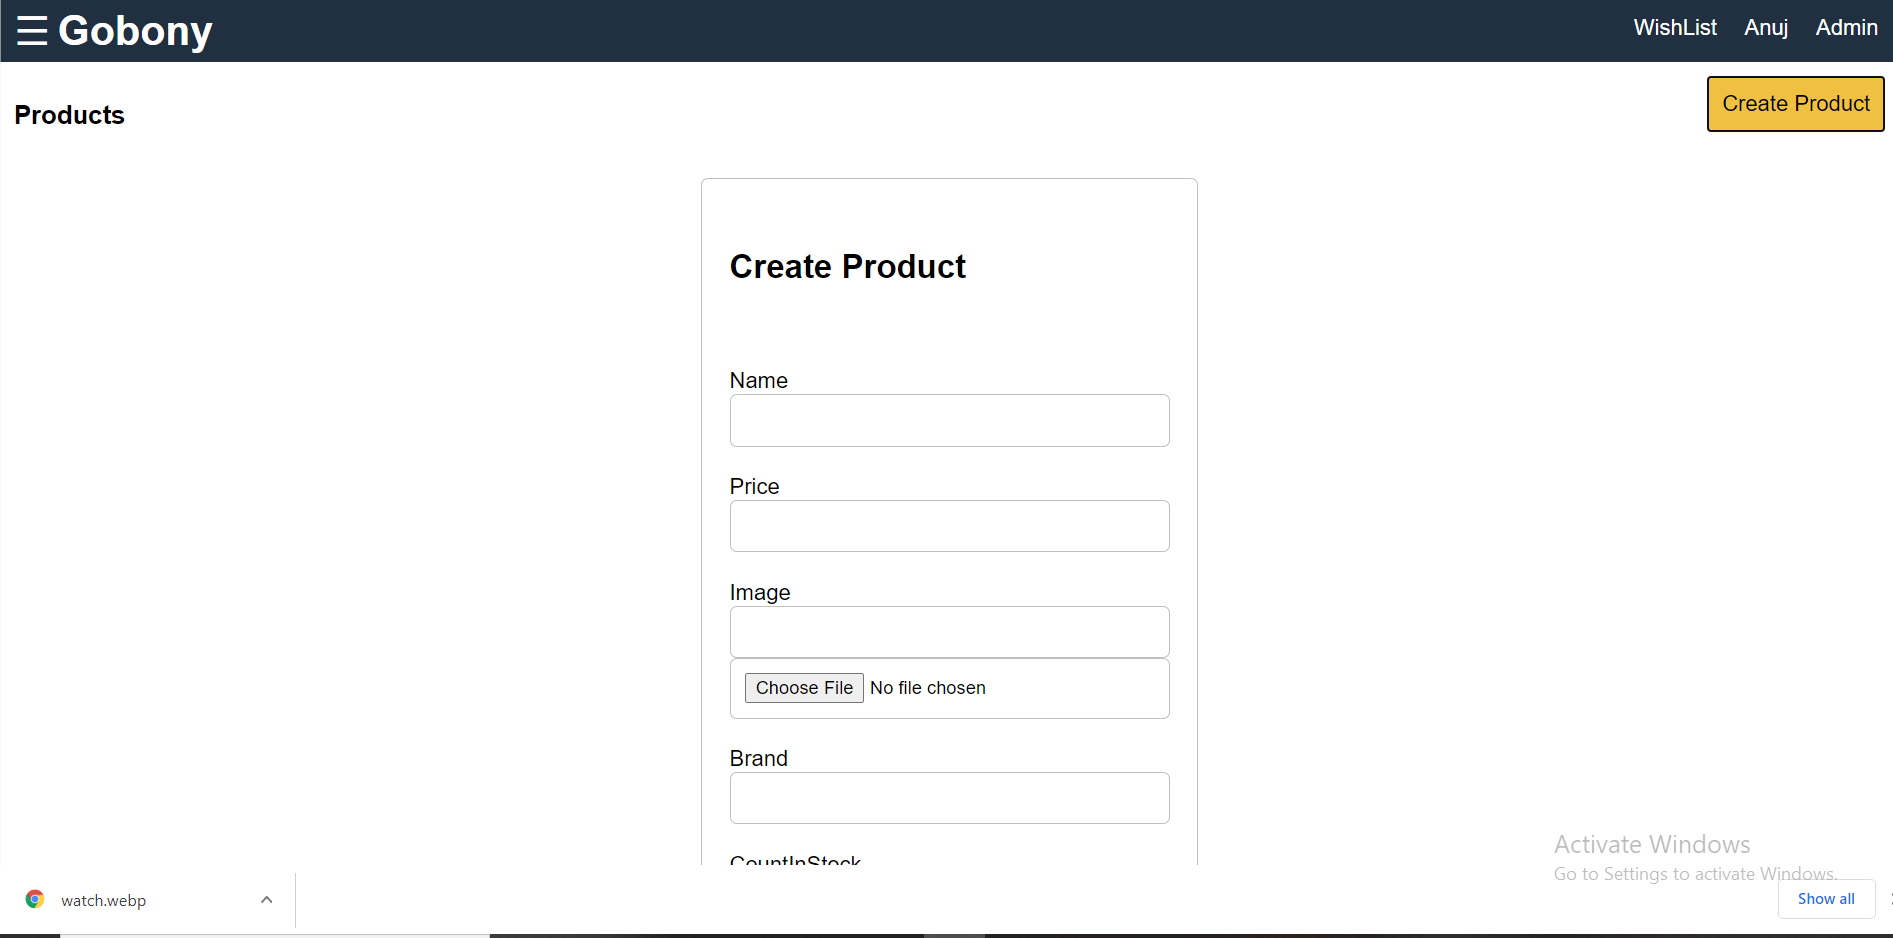 ☰ Gobony
WishList Anuj Admin
Products
Create Product
Create Product
Name
Price
Image
Choose File No file chosen
Brand
CountInStock
Activate Windows
Go to Settings to activate Windows.
watch.webp
Show all